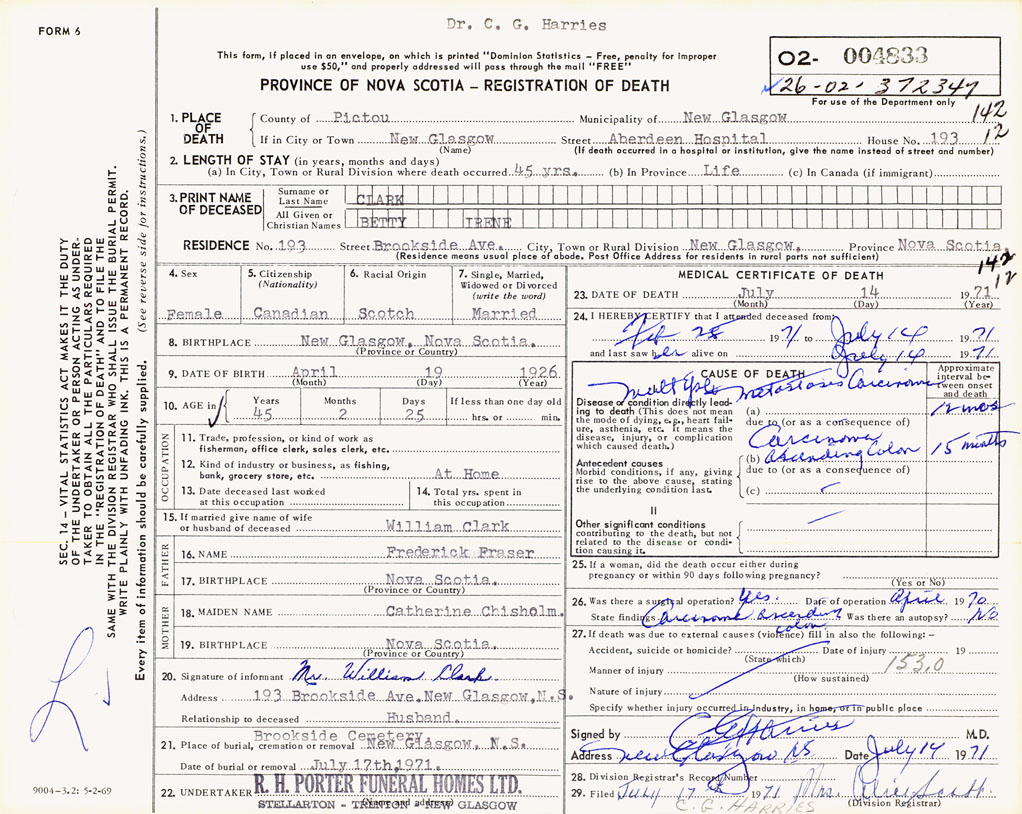 Dr. C. G. Harries
FORM 6
This form, if placed in an envelope, on which is printed "Dominion Statistics – Free, penalty for improper
use $50," and properly addressed will pass through the mail "FREE"
PROVINCE OF NOVA SCOTIA – REGISTRATION OF DEATH
02- 004833
26-02-372347
For use of the Department only
142
12
1. PLACE OF DEATH
County of Pictou Municipality of New Glasgow
If in City or Town New Glasgow Street Aberdeen Hospital House No. 193
(Name) (If death occurred in a hospital or institution, give the name instead of street and number)
2. LENGTH OF STAY (in years, months and days)
(a) In City, Town or Rural Division where death occurred 45 yrs. (b) In Province Life (c) In Canada (if immigrant)
3. PRINT NAME OF DECEASED
Surname or Last Name CLARK
All Given or Christian Names BETTY IRENE
RESIDENCE No. 193 Street Brookside Ave. City, Town or Rural Division New Glasgow. Province Nova Scotia.
(Residence means usual place of abode. Post Office Address for residents in rural parts not sufficient)
142
12
SEC. 14 – VITAL STATISTICS ACT MAKES IT THE DUTY
OF THE UNDERTAKER OR PERSON ACTING AS UNDER-
TAKER TO OBTAIN ALL THE PARTICULARS REQUIRED
IN THE "REGISTRATION OF DEATH" AND TO FILE THE
SAME WITH THE DIVISION REGISTRAR WHO SHALL ISSUE THE BURIAL PERMIT.
WRITE PLAINLY WITH UNFADING INK. THIS IS A PERMANENT RECORD.
Every item of information should be carefully supplied. (See reverse side for instructions.)
4. Sex
Female
5. Citizenship
(Nationality)
Canadian
6. Racial Origin
Scotch
7. Single, Married,
Widowed or Divorced
(write the word)
Married
8. BIRTHPLACE New Glasgow, Nova Scotia.
(Province or Country)
9. DATE OF BIRTH April 19 1926
(Month) (Day) (Year)
10. AGE in
Years Months Days If less than one day old
45 2 25 hrs. or min.
OCCUPATION
11. Trade, profession, or kind of work as
fisherman, office clerk, sales clerk, etc.
12. Kind of industry or business, as fishing,
bank, grocery store, etc. At Home
13. Date deceased last worked
at this occupation
14. Total yrs. spent in
this occupation
15. If married give name of wife
or husband of deceased William Clark
FATHER
16. NAME Frederick Fraser
17. BIRTHPLACE Nova Scotia.
(Province or Country)
MOTHER
18. MAIDEN NAME Catherine Chisholm.
19. BIRTHPLACE Nova Scotia.
(Province or Country)
20. Signature of informant Mr. William Clark.
Address 193 Brookside Ave, New Glasgow, N.S.
Relationship to deceased Husband.
Brookside Cemetery,
21. Place of burial, cremation or removal New Glasgow, N.S.
Date of burial or removal July 17th, 1971.
22. UNDERTAKER R. H. PORTER FUNERAL HOMES LTD.
(Name and address)
STELLARTON - TRENTON - NEW GLASGOW
9004-3.2: 5-2-69
MEDICAL CERTIFICATE OF DEATH
23. DATE OF DEATH July 14 1971
(Month) (Day) (Year)
24. I HEREBY CERTIFY that I attended deceased from
Feb 28 1971 to July 14 1971
and last saw her alive on July 14 1971
CAUSE OF DEATH
Approximate
interval be-
tween onset
and death
Multiple Metastasis Carcinoma
Disease or condition directly lead-
ing to death (This does not mean
the mode of dying, e.g., heart fail-
ure, asthenia, etc. It means the
disease, injury, or complication
which caused death.)
(a) 12 mos
due to (or as a consequence of)
Carcinoma
(b) Ascending Colon 15 months
due to (or as a consequence of)
Antecedent causes
Morbid conditions, if any, giving
rise to the above cause, stating
the underlying condition last.
(c)
II
Other significant conditions
contributing to the death, but not
related to the disease or condi-
tion causing it.
25. If a woman, did the death occur either during
pregnancy or within 90 days following pregnancy?
(Yes or No)
26. Was there a surgical operation? Yes. Date of operation April 1970
State findings Carcinoma ascending colon Was there an autopsy? NO
27. If death was due to external causes (violence) fill in also the following: –
Accident, suicide or homicide? Date of injury 19
(State which)
153.0
Manner of injury
(How sustained)
Nature of injury
Specify whether injury occurred in Industry, in home, or in public place
Signed by CG Harries M.D.
Address New Glasgow NS Date July 14 1971
28. Division Registrar's Record Number
29. Filed July 17th 1971 Mrs. Alice Scott
(Division Registrar)
C. G. HARRIES